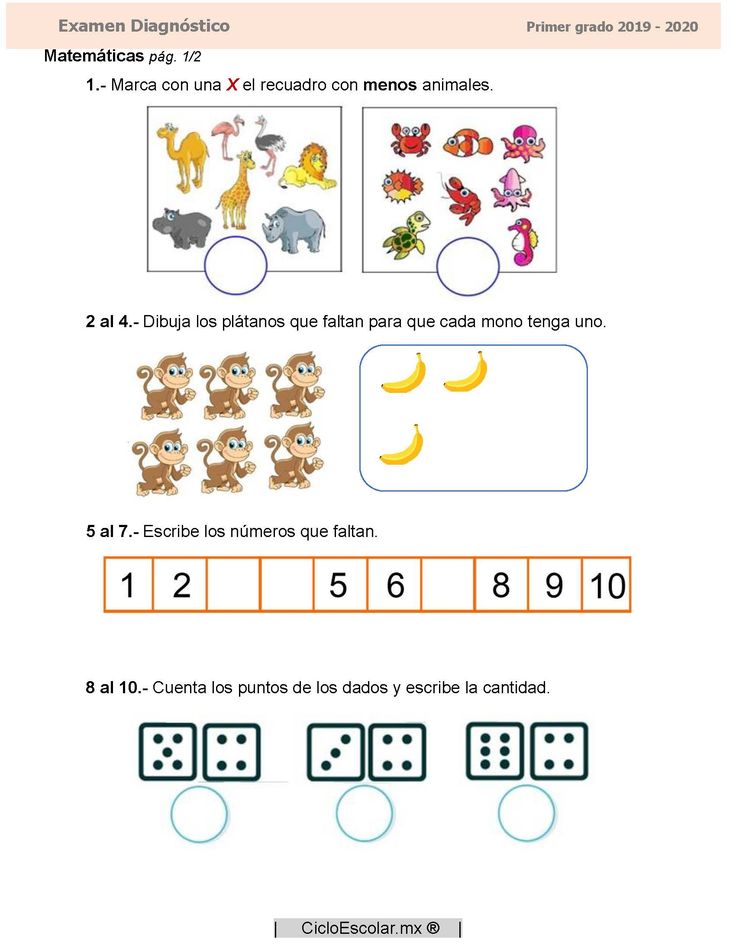 Examen Diagnóstico Primer grado 2019 - 2020
Matemáticas pág. 1/2
1.- Marca con una X el recuadro con menos animales.
2 al 4.- Dibuja los plátanos que faltan para que cada mono tenga uno.
5 al 7.- Escribe los números que faltan.
1 2 5 6 8 9 10
8 al 10.- Cuenta los puntos de los dados y escribe la cantidad.
| CicloEscolar.mx ® |